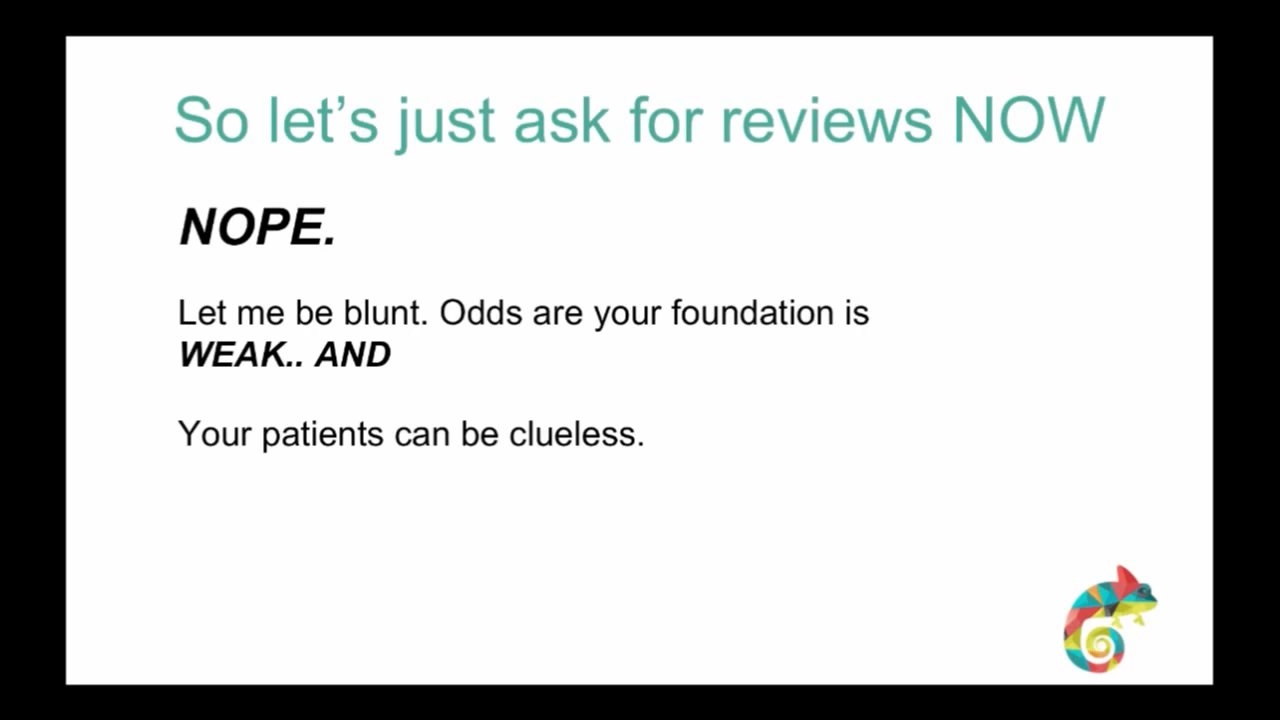 So let’s just ask for reviews NOW
NOPE.
Let me be blunt. Odds are your foundation is
WEAK.. AND
Your patients can be clueless.